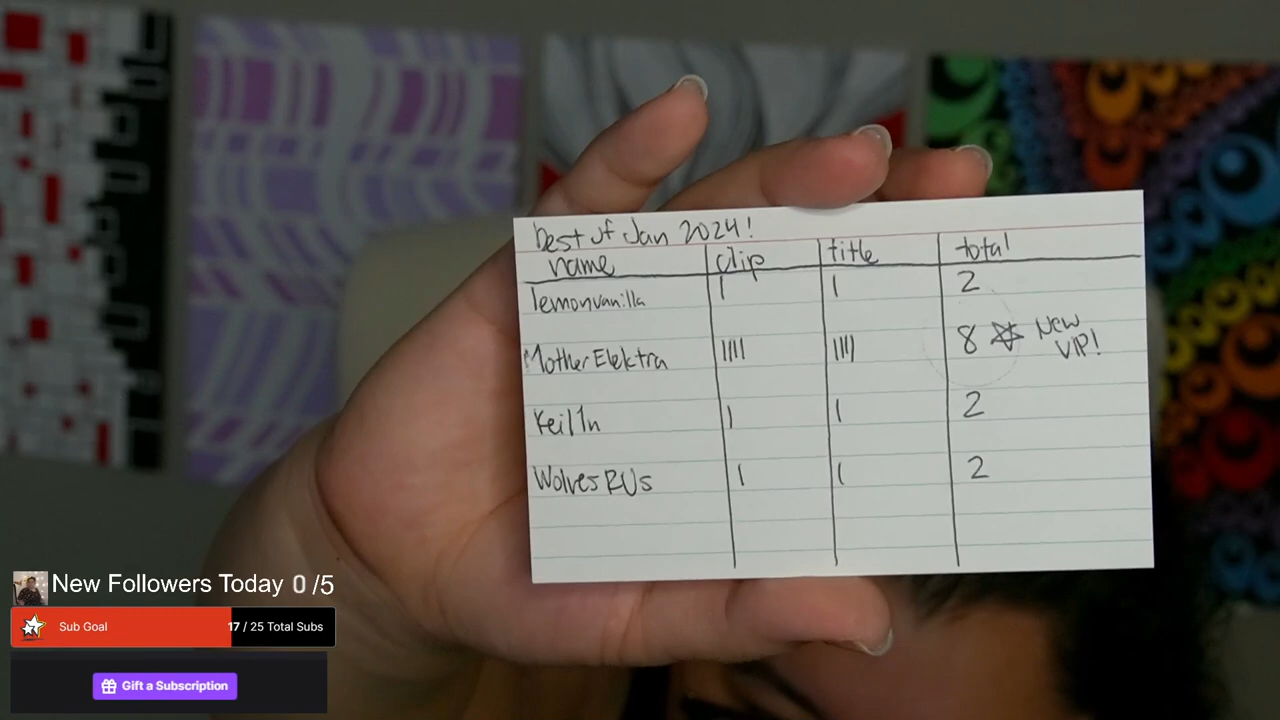 best of Jan 2024!
name clip title total
lemonvanilla | | 2
MotherElektra |||| |||| 8 ☆ New VIP!
Keil1n | | 2
WolvesRUs | | 2
New Followers Today 0 /5
Sub Goal 17 / 25 Total Subs
Gift a Subscription